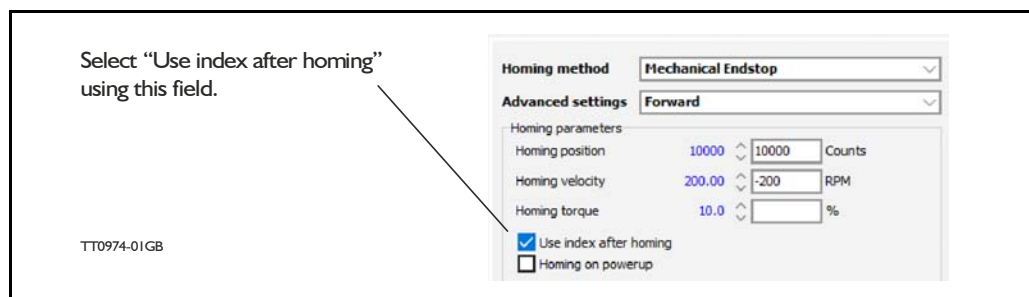 Select “Use index after homing”
using this field.
TT0974-01GB
Homing method Mechanical Endstop
Advanced settings Forward
Homing parameters
Homing position 10000 10000 Counts
Homing velocity 200.00 -200 RPM
Homing torque 10.0 %
Use index after homing
Homing on powerup